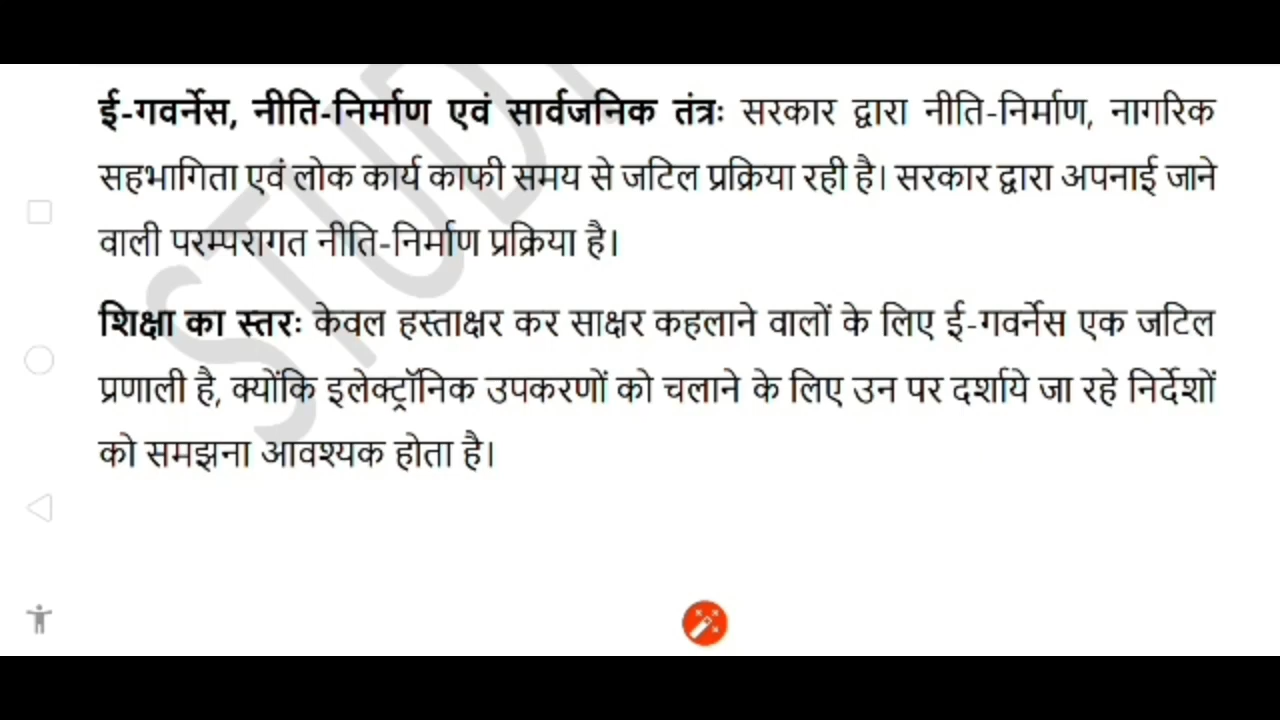 ई-गवर्नेस, नीति-निर्माण एवं सार्वजनिक तंत्रः सरकार द्वारा नीति-निर्माण, नागरिक
सहभागिता एवं लोक कार्य काफी समय से जटिल प्रक्रिया रही है। सरकार द्वारा अपनाई जाने
वाली परम्परागत नीति-निर्माण प्रक्रिया है।
शिक्षा का स्तरः केवल हस्ताक्षर कर साक्षर कहलाने वालों के लिए ई-गवर्नेस एक जटिल
प्रणाली है, क्योंकि इलेक्ट्रॉनिक उपकरणों को चलाने के लिए उन पर दर्शाये जा रहे निर्देशों
को समझना आवश्यक होता है।